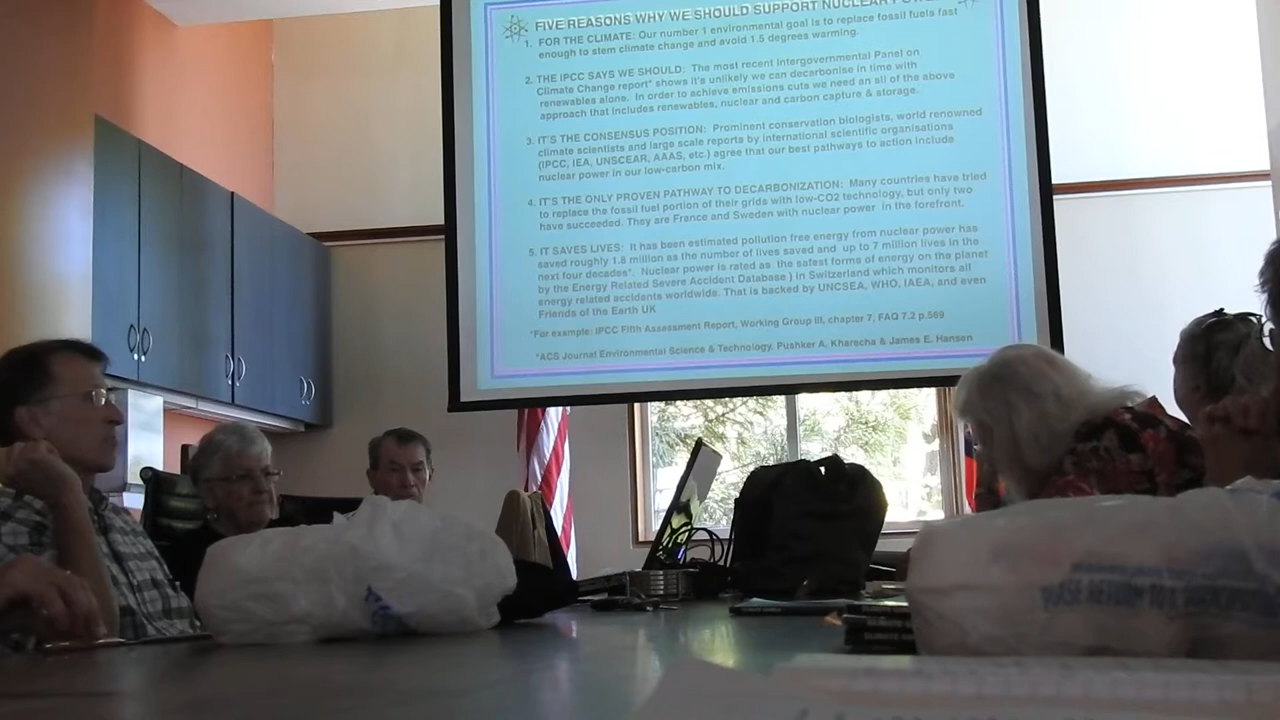 FIVE REASONS WHY WE SHOULD SUPPORT NUCLEAR
1. FOR THE CLIMATE: Our number 1 environmental goal is to replace fossil fuels fast
enough to stem climate change and avoid 1.5 degrees warming.
2. THE IPCC SAYS WE SHOULD: The most recent Intergovernmental Panel on
Climate Change report* shows it's unlikely we can decarbonise in time with
renewables alone. In order to achieve emissions cuts we need an all of the above
approach that includes renewables, nuclear and carbon capture & storage.
3. IT'S THE CONSENSUS POSITION: Prominent conservation biologists, world renowned
climate scientists and large scale reports by international scientific organisations
(IPCC, IEA, UNSCEAR, AAAS, etc.) agree that our best pathways to action include
nuclear power in our low-carbon mix.
4. IT'S THE ONLY PROVEN PATHWAY TO DECARBONIZATION: Many countries have tried
to replace the fossil fuel portion of their grids with low-CO2 technology, but only two
have succeeded. They are France and Sweden with nuclear power in the forefront.
5. IT SAVES LIVES: It has been estimated pollution free energy from nuclear power has
saved roughly 1.8 million as the number of lives saved and up to 7 million lives in the
next four decades*. Nuclear power is rated as the safest forms of energy on the planet
by the Energy Related Severe Accident Database ) in Switzerland which monitors all
energy related accidents worldwide. That is backed by UNCSEA, WHO, IAEA, and even
Friends of the Earth UK
*For example: IPCC Fifth Assessment Report, Working Group III, chapter 7, FAQ 7.2 p.569
*ACS Journal Environmental Science & Technology. Pushker A. Kharecha & James E. Hansen